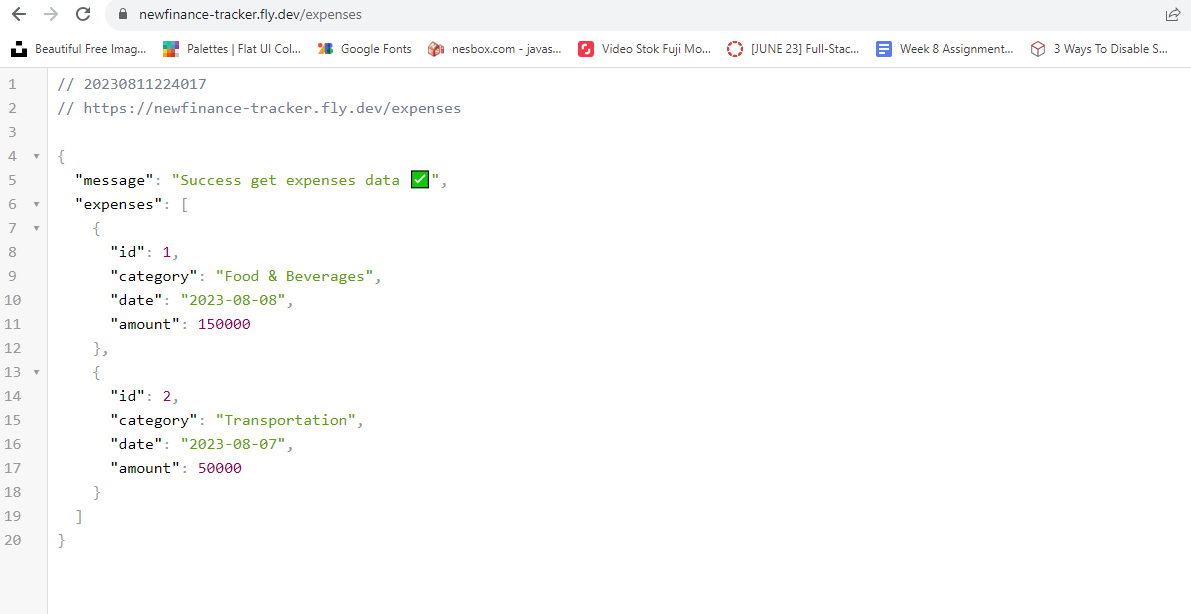 newfinance-tracker.fly.dev/expenses
Beautiful Free Imag... Palettes | Flat UI Col... Google Fonts nesbox.com - javas... Video Stok Fuji Mo... [JUNE 23] Full-Stac... Week 8 Assignment... 3 Ways To Disable S...
1 // 20230811224017
2 // https://newfinance-tracker.fly.dev/expenses
3
4 {
5 "message": "Success get expenses data ✅",
6 "expenses": [
7 {
8 "id": 1,
9 "category": "Food & Beverages",
10 "date": "2023-08-08",
11 "amount": 150000
12 },
13 {
14 "id": 2,
15 "category": "Transportation",
16 "date": "2023-08-07",
17 "amount": 50000
18 }
19 ]
20 }